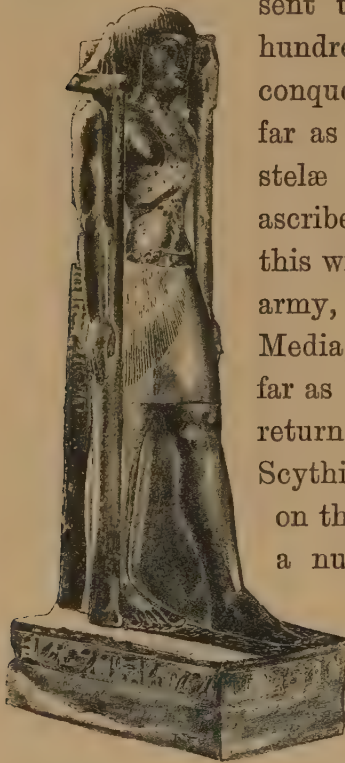 sent
hundre
conque
far as
stelæ
ascribe
this w
army,
Media
far as
return
Scythi
on th
a nu